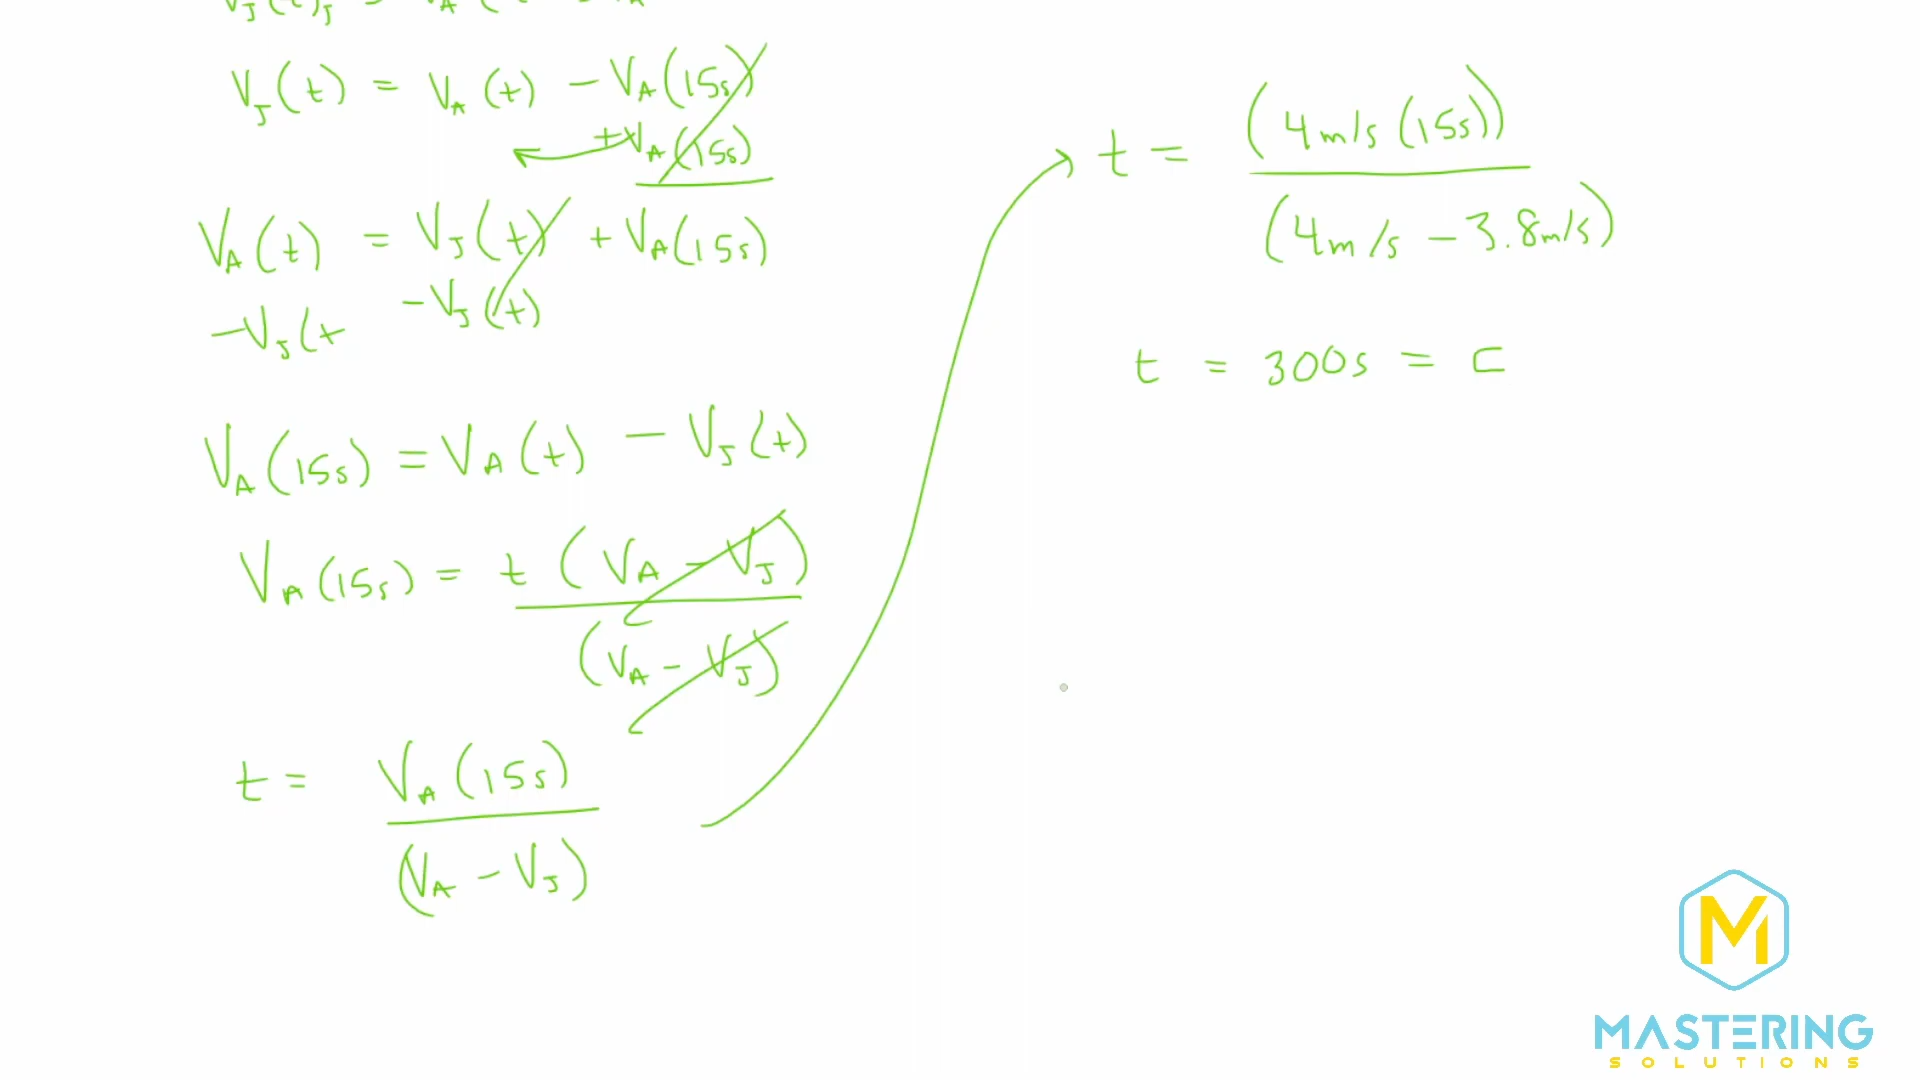 V_J(t) = V_A(t) - V_A(15s)
+V_A(15s)
V_A(t) = V_J(t) + V_A(15s)
-V_J(t -V_J(t)
V_A(15s) = V_A(t) - V_J(t)
V_A(15s) = t(V_A - V_J)
(V_A - V_J)
t = V_A(15s)
(V_A - V_J)
t = (4m/s(15s))
(4m/s - 3.8m/s)
t = 300s = C
M
MASTERING
SOLUTIONS